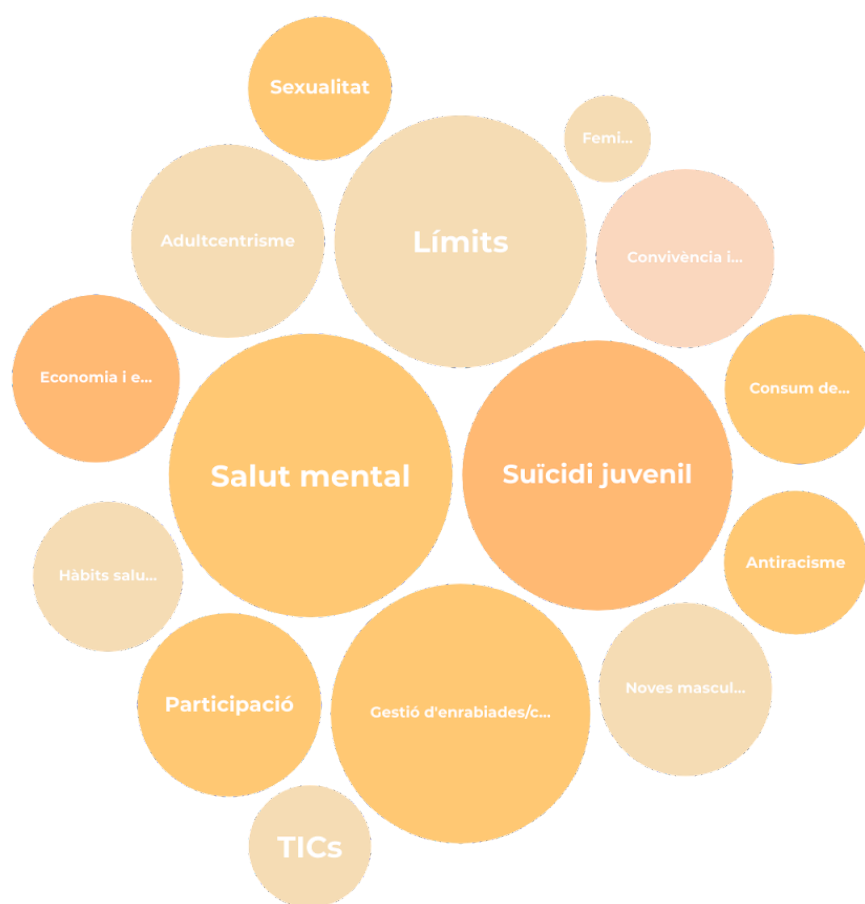 Sexualitat
Femi...
Adultcentrisme
Límits
Convivència i...
Economia i e...
Consum de...
Salut mental
Suïcidi juvenil
Hàbits salu...
Antiracisme
Participació
Gestió d'enrabiades/c...
Noves mascul...
TICs